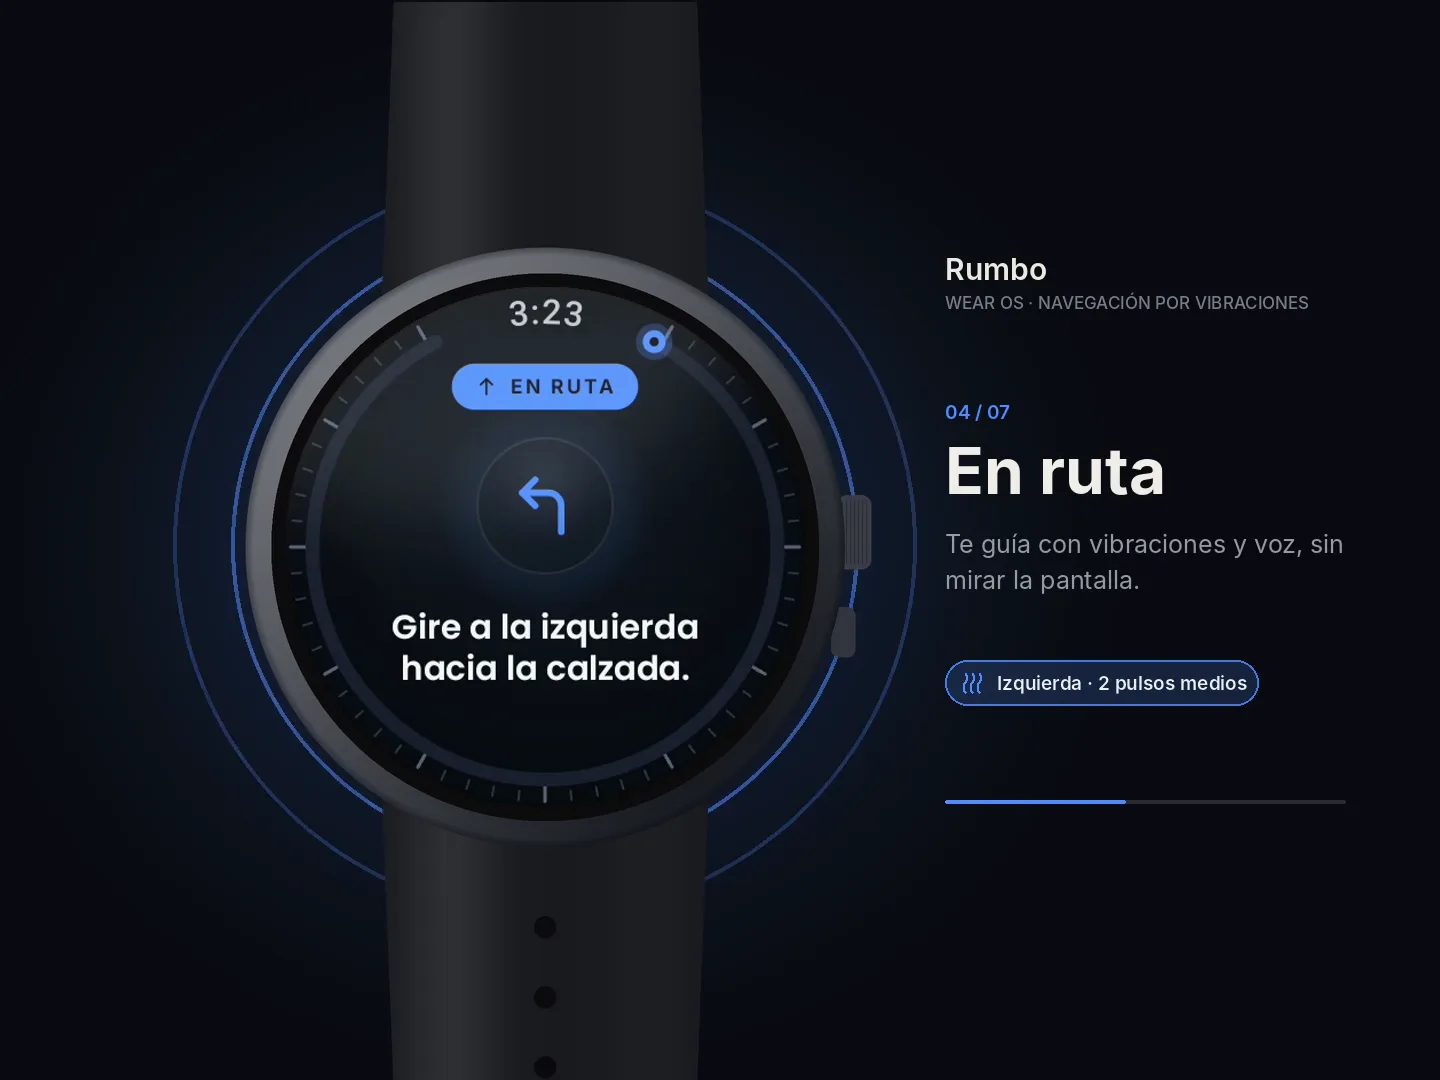 3:23
↑ EN RUTA
Gire a la izquierda
hacia la calzada.
Rumbo
WEAR OS · NAVEGACIÓN POR VIBRACIONES
04 / 07
En ruta
Te guía con vibraciones y voz, sin
mirar la pantalla.
Izquierda · 2 pulsos medios